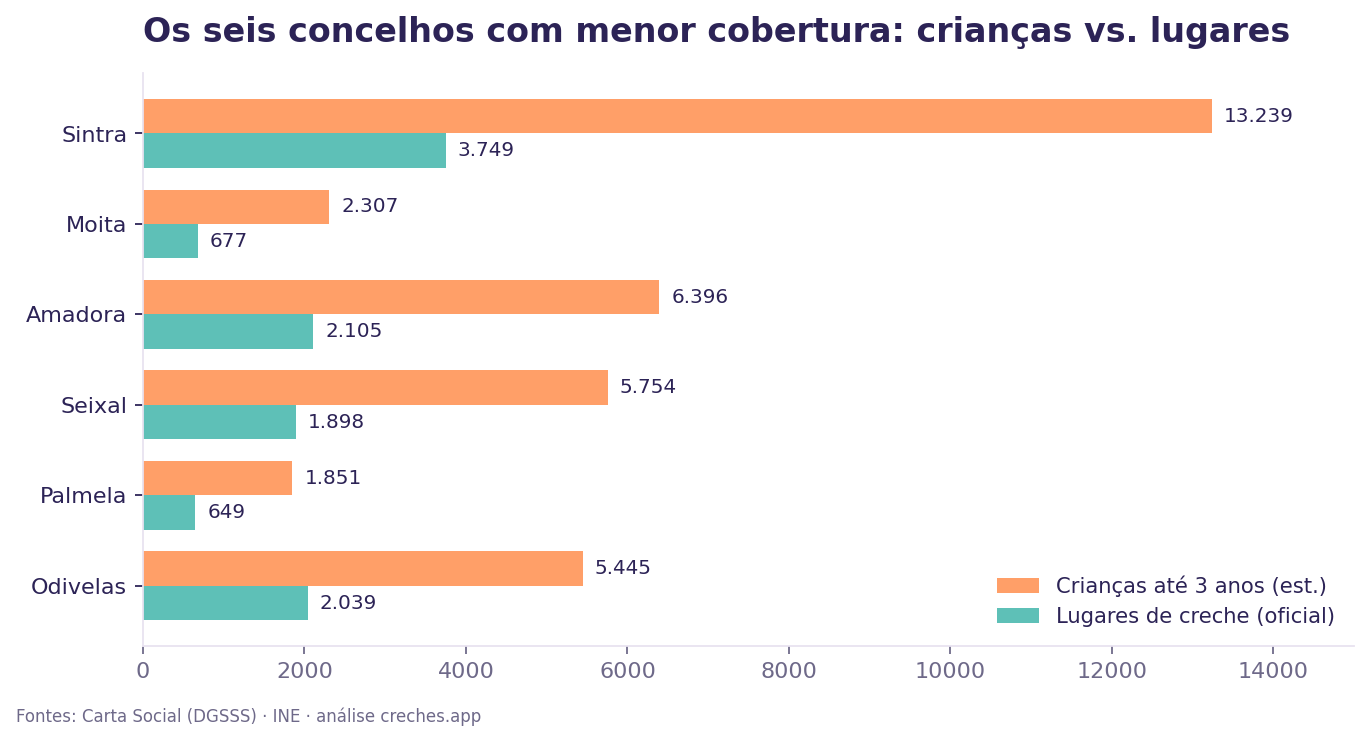 Os seis concelhos com menor cobertura: crianças vs. lugares
Sintra
13.239
3.749
Moita
2.307
677
Amadora
6.396
2.105
Seixal
5.754
1.898
Palmela
1.851
649
Odivelas
5.445
2.039
Crianças até 3 anos (est.)
Lugares de creche (oficial)
0 2000 4000 6000 8000 10000 12000 14000
Fontes: Carta Social (DGSSS) · INE · análise creches.app